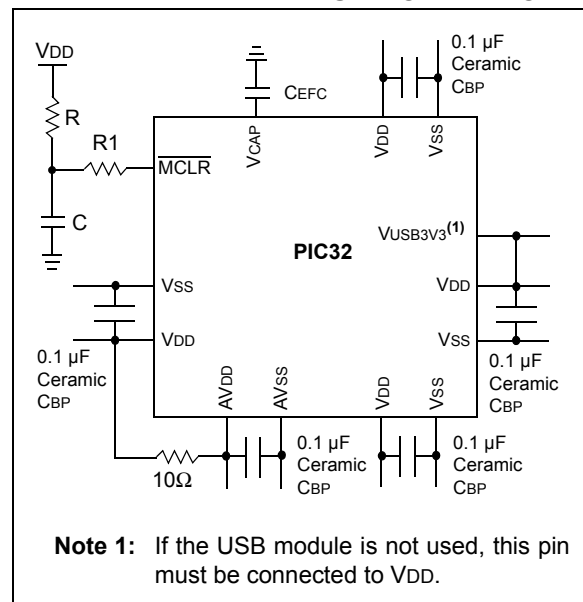 VDD
R
R1
C
CEFC
VCAP
MCLR
VDD
VSS
0.1 µF
Ceramic
CBP
PIC32
VUSB3V3(1)
VDD
VSS
0.1 µF
Ceramic
CBP
VSS
VDD
0.1 µF
Ceramic
CBP
AVDD
AVSS
VDD
VSS
10Ω
0.1 µF
Ceramic
CBP
0.1 µF
Ceramic
CBP
Note 1: If the USB module is not used, this pin
must be connected to VDD.